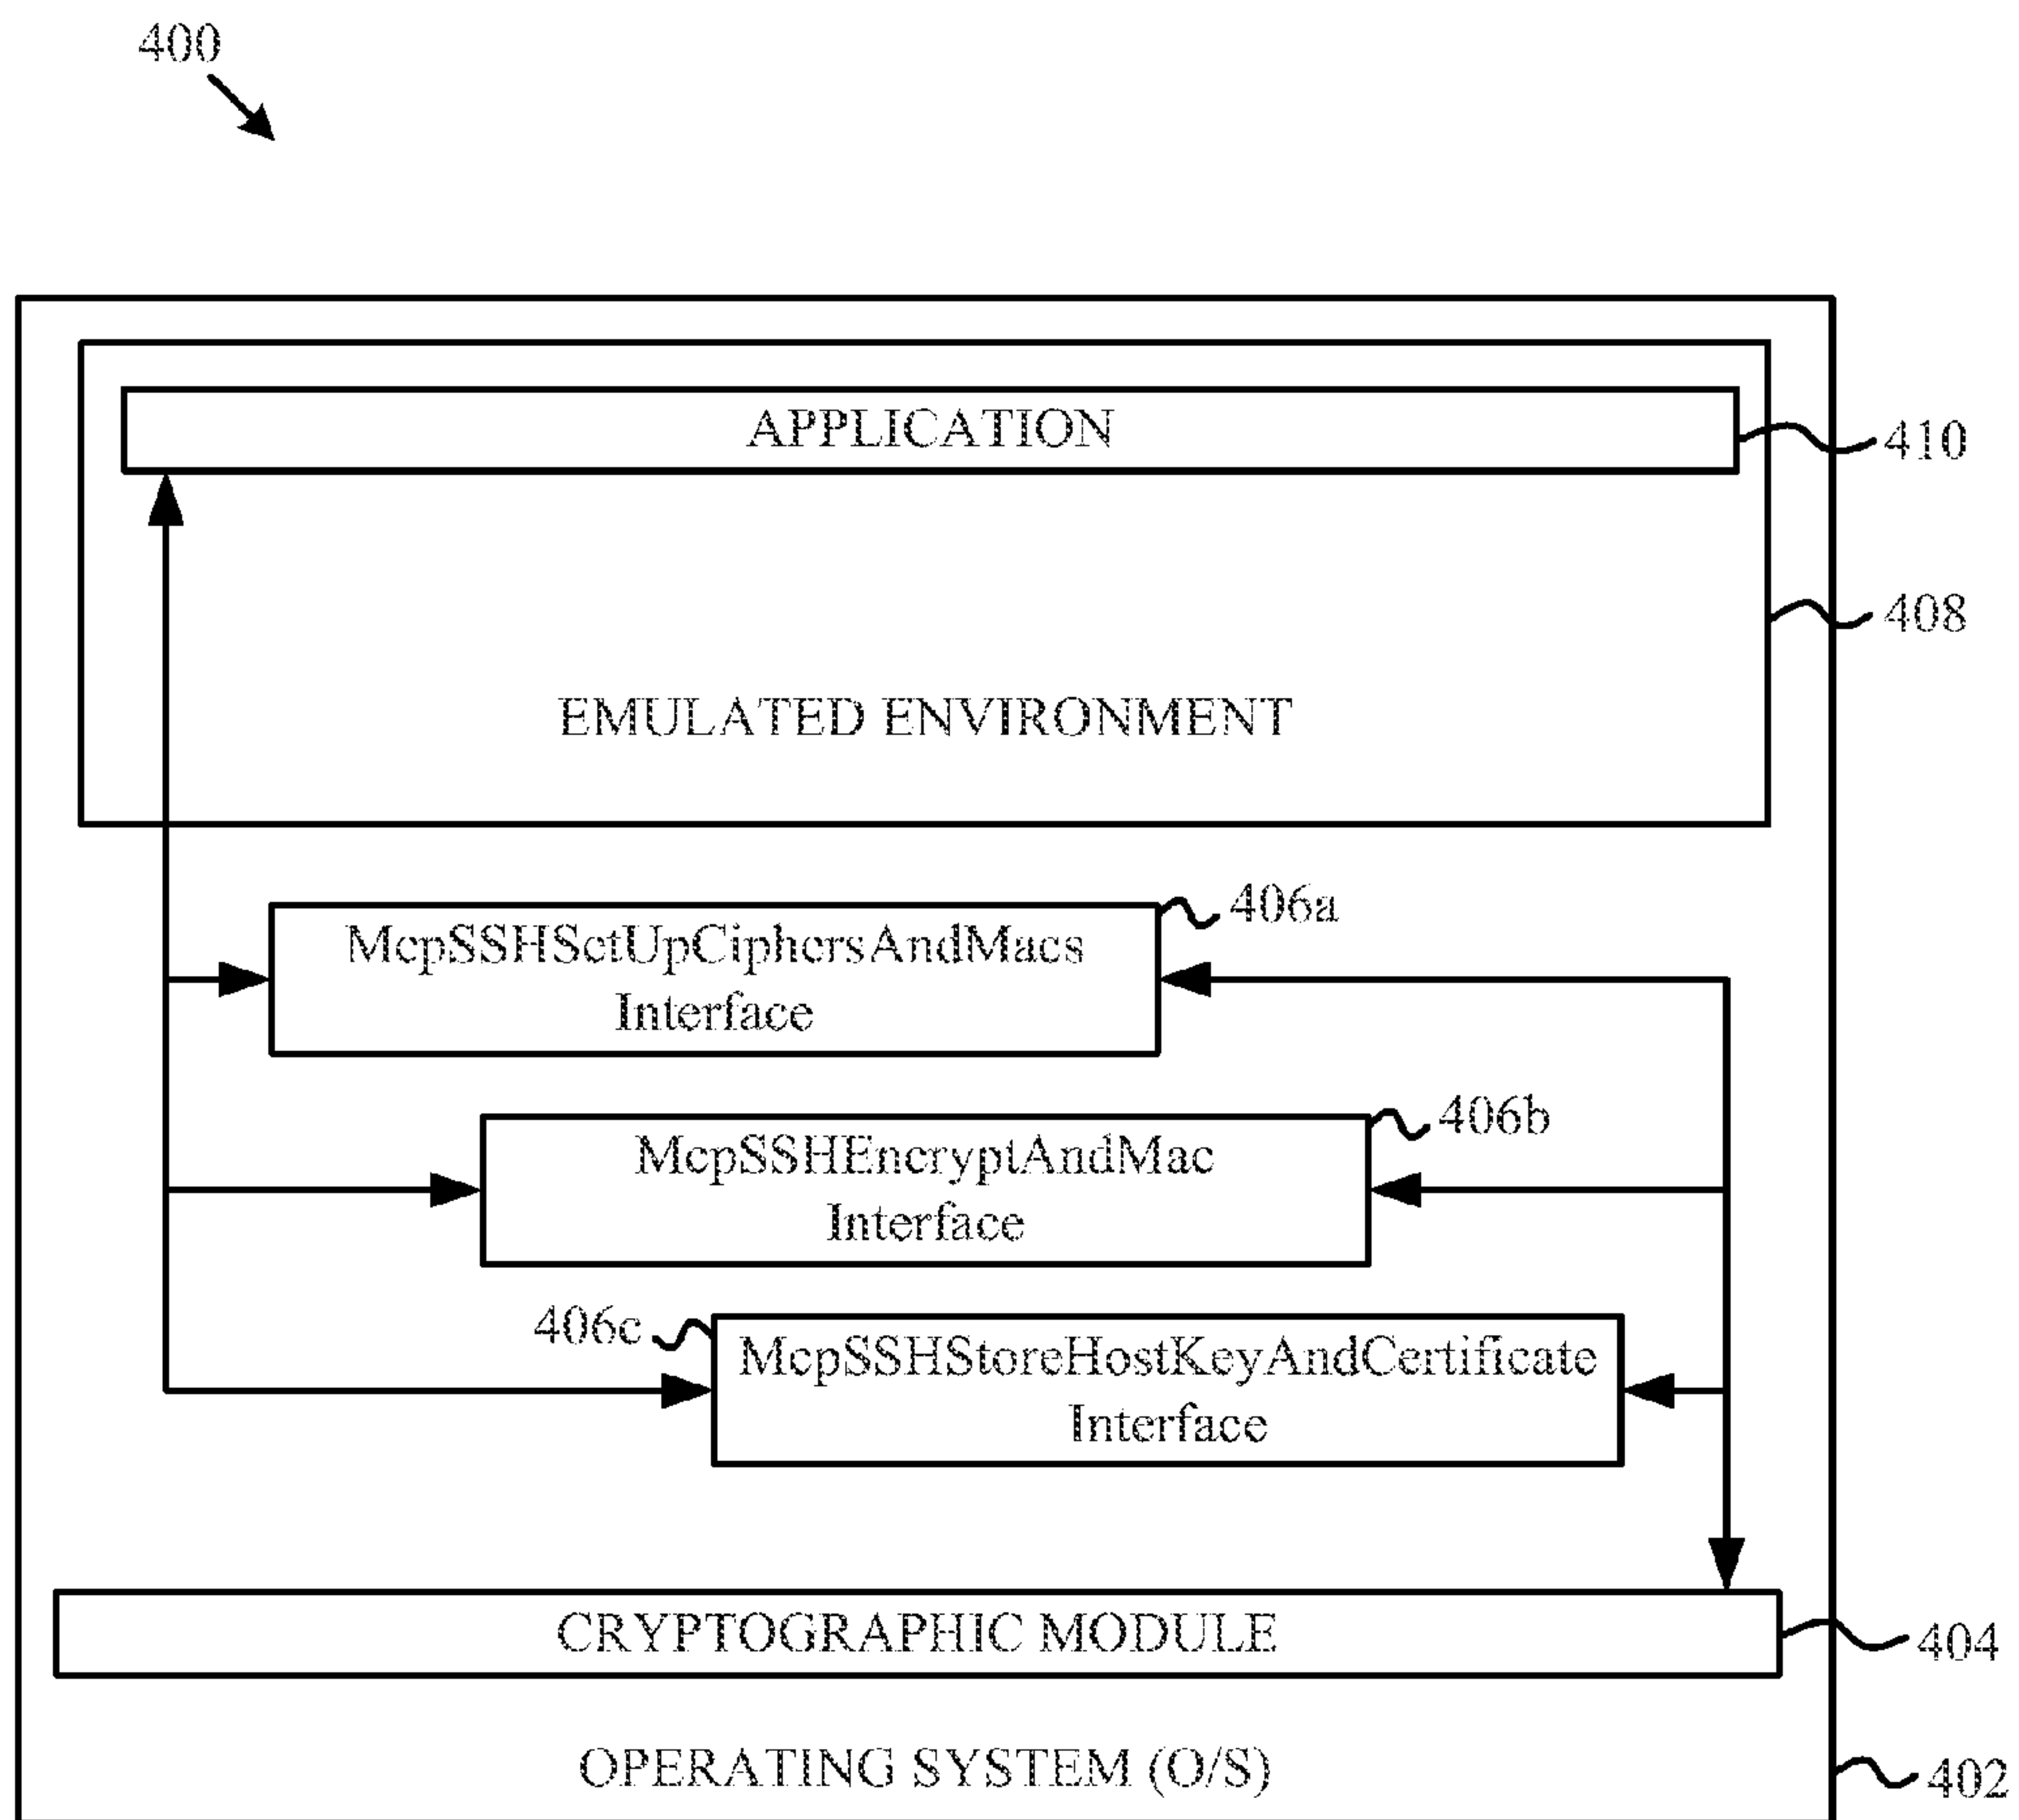 400
APPLICATION
410
408
EMULATED ENVIRONMENT
406a
McpSSHSetUpCiphersAndMacs
Interface
406b
McpSSHEncryptAndMac
Interface
406c
McpSSHStoreHostKeyAndCertificate
Interface
CRYPTOGRAPHIC MODULE
404
OPERATING SYSTEM (O/S)
402